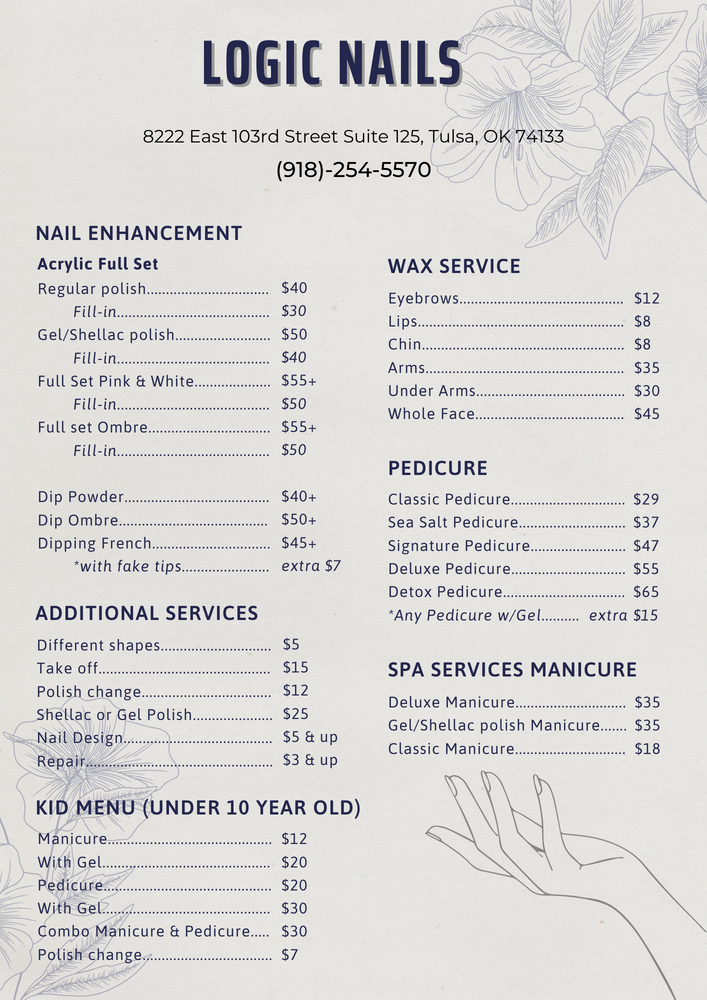 LOGIC NAILS
8222 East 103rd Street Suite 125, Tulsa, OK 74133
(918)-254-5570
NAIL ENHANCEMENT
Acrylic Full Set
Regular polish................................ $40
Fill-in........................................ $30
Gel/Shellac polish......................... $50
Fill-in........................................ $40
Full Set Pink & White.................... $55+
Fill-in........................................ $50
Full set Ombre................................ $55+
Fill-in........................................ $50
Dip Powder...................................... $40+
Dip Ombre....................................... $50+
Dipping French............................... $45+
*with fake tips....................... extra $7
ADDITIONAL SERVICES
Different shapes............................. $5
Take off............................................. $15
Polish change.................................. $12
Shellac or Gel Polish..................... $25
Nail Design....................................... $5 & up
Repair................................................ $3 & up
KID MENU (UNDER 10 YEAR OLD)
Manicure........................................... $12
With Gel............................................ $20
Pedicure............................................ $20
With Gel............................................ $30
Combo Manicure & Pedicure..... $30
Polish change.................................. $7
WAX SERVICE
Eyebrows........................................... $12
Lips...................................................... $8
Chin..................................................... $8
Arms.................................................... $35
Under Arms....................................... $30
Whole Face....................................... $45
PEDICURE
Classic Pedicure.............................. $29
Sea Salt Pedicure............................ $37
Signature Pedicure......................... $47
Deluxe Pedicure.............................. $55
Detox Pedicure................................ $65
*Any Pedicure w/Gel.......... extra $15
SPA SERVICES MANICURE
Deluxe Manicure............................. $35
Gel/Shellac polish Manicure....... $35
Classic Manicure............................. $18